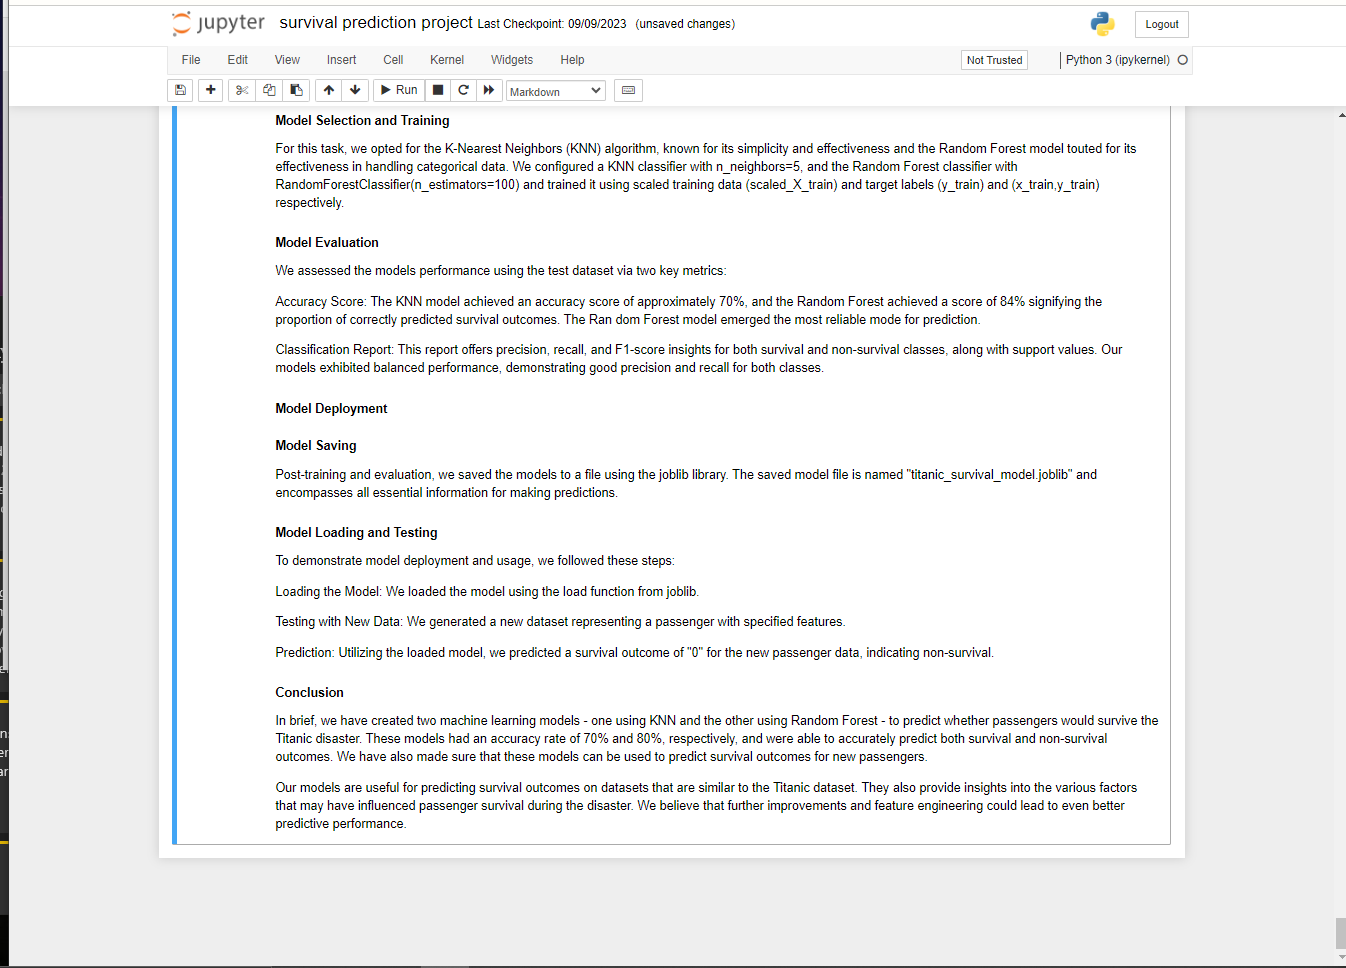 jupyter survival prediction project Last Checkpoint: 09/09/2023 (unsaved changes)
Logout
File Edit View Insert Cell Kernel Widgets Help
Not Trusted
Python 3 (ipykernel)
Run
Markdown
Model Selection and Training
For this task, we opted for the K-Nearest Neighbors (KNN) algorithm, known for its simplicity and effectiveness and the Random Forest model touted for its
effectiveness in handling categorical data. We configured a KNN classifier with n_neighbors=5, and the Random Forest classifier with
RandomForestClassifier(n_estimators=100) and trained it using scaled training data (scaled_X_train) and target labels (y_train) and (x_train,y_train)
respectively.
Model Evaluation
We assessed the models performance using the test dataset via two key metrics:
Accuracy Score: The KNN model achieved an accuracy score of approximately 70%, and the Random Forest achieved a score of 84% signifying the
proportion of correctly predicted survival outcomes. The Ran dom Forest model emerged the most reliable mode for prediction.
Classification Report: This report offers precision, recall, and F1-score insights for both survival and non-survival classes, along with support values. Our
models exhibited balanced performance, demonstrating good precision and recall for both classes.
Model Deployment
Model Saving
Post-training and evaluation, we saved the models to a file using the joblib library. The saved model file is named "titanic_survival_model.joblib" and
encompasses all essential information for making predictions.
Model Loading and Testing
To demonstrate model deployment and usage, we followed these steps:
Loading the Model: We loaded the model using the load function from joblib.
Testing with New Data: We generated a new dataset representing a passenger with specified features.
Prediction: Utilizing the loaded model, we predicted a survival outcome of "0" for the new passenger data, indicating non-survival.
Conclusion
In brief, we have created two machine learning models - one using KNN and the other using Random Forest - to predict whether passengers would survive the
Titanic disaster. These models had an accuracy rate of 70% and 80%, respectively, and were able to accurately predict both survival and non-survival
outcomes. We have also made sure that these models can be used to predict survival outcomes for new passengers.
Our models are useful for predicting survival outcomes on datasets that are similar to the Titanic dataset. They also provide insights into the various factors
that may have influenced passenger survival during the disaster. We believe that further improvements and feature engineering could lead to even better
predictive performance.